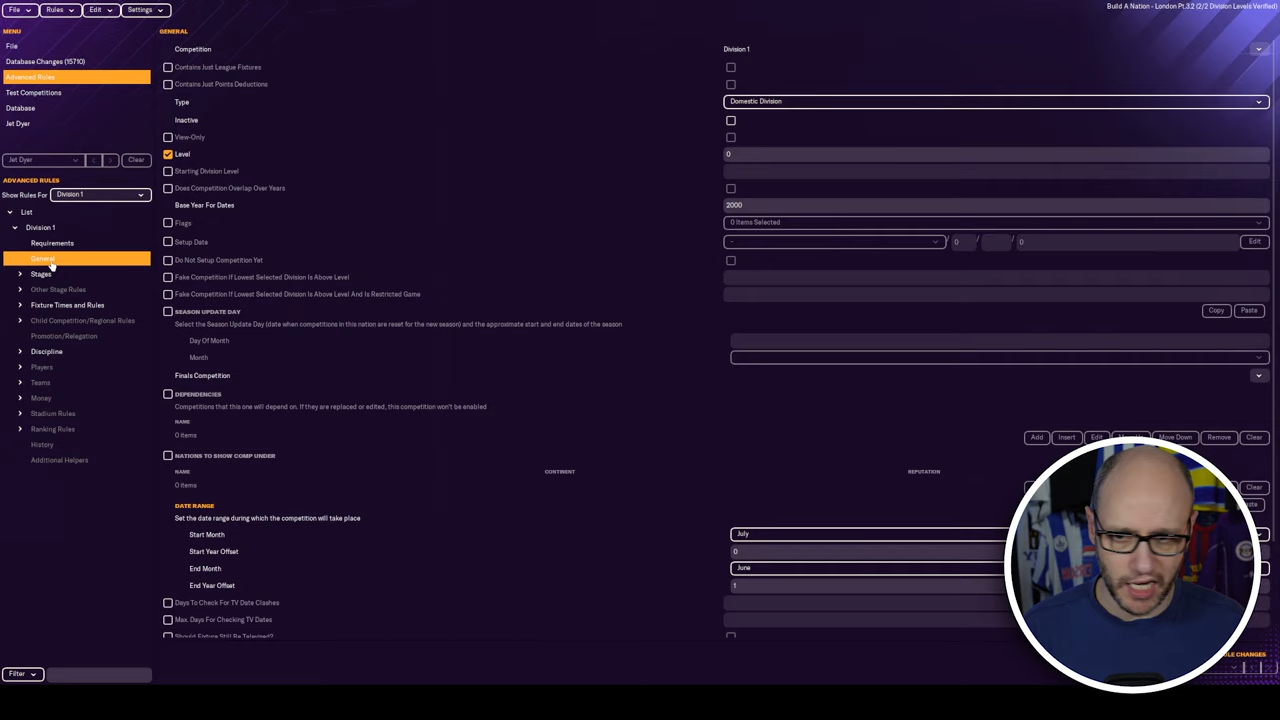 File
Rules
Edit
Settings
Build A Nation - London Pt.3.2 (2/2 Division Levels Verified)
MENU
File
Database Changes (15710)
Advanced Rules
Test Competitions
Database
Jet Dyer
Jet Dyer
Clear
ADVANCED RULES
Show Rules For
Division 1
List
Division 1
Requirements
General
Stages
Other Stage Rules
Fixture Times and Rules
Child Competition/Regional Rules
Promotion/Relegation
Discipline
Players
Teams
Money
Stadium Rules
Ranking Rules
History
Additional Helpers
Filter
GENERAL
Competition Division 1
Contains Just League Fixtures
Contains Just Points Deductions
Type Domestic Division
Inactive
View-Only
Level 0
Starting Division Level
Does Competition Overlap Over Years
Base Year For Dates 2000
Flags 0 Items Selected
Setup Date - / 0 / / 0 Edit
Do Not Setup Competition Yet
Fake Competition If Lowest Selected Division Is Above Level
Fake Competition If Lowest Selected Division Is Above Level And Is Restricted Game
SEASON UPDATE DAY Copy Paste
Select the Season Update Day (date when competitions in this nation are reset for the new season) and the approximate start and end dates of the season
Day Of Month
Month
Finals Competition
DEPENDENCIES
Competitions that this one will depend on. If they are replaced or edited, this competition won't be enabled
NAME
0 items
Add Insert Edit Move Down Remove Clear
NATIONS TO SHOW COMP UNDER
NAME CONTINENT REPUTATION
0 items Clear
DATE RANGE
Set the date range during which the competition will take place
Start Month July
Start Year Offset 0
End Month June
End Year Offset 1
Days To Check For TV Date Clashes
Max. Days For Checking TV Dates
Should Fixture Still Be Televised?
CHANGES